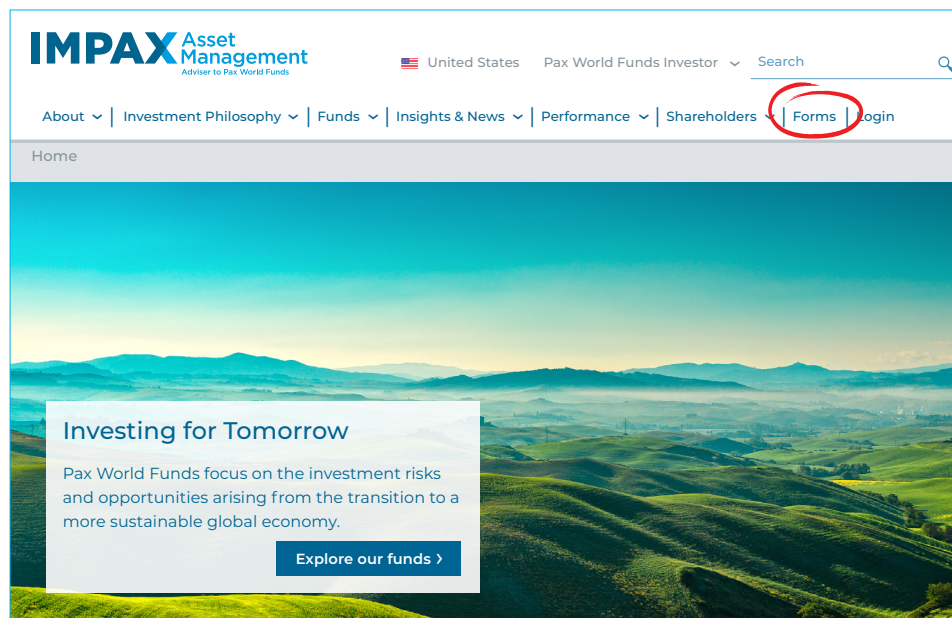 IMPAX Asset
Management
Adviser to Pax World Funds
United States Pax World Funds Investor Search
About Investment Philosophy Funds Insights & News Performance Shareholders Forms Login
Home
Investing for Tomorrow
Pax World Funds focus on the investment risks
and opportunities arising from the transition to a
more sustainable global economy.
Explore our funds